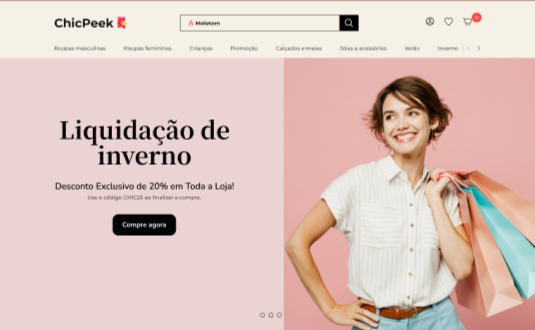 ChicPeek
Moletom
0
Roupas masculinas Roupas femininas Crianças Promoção Calçados e meias Jóias e acessórios Verão Inverno
Liquidação de
inverno
Desconto Exclusivo de 20% em Toda a Loja!
Use o código CHIC20 ao finalizar a compra.
Compre agora